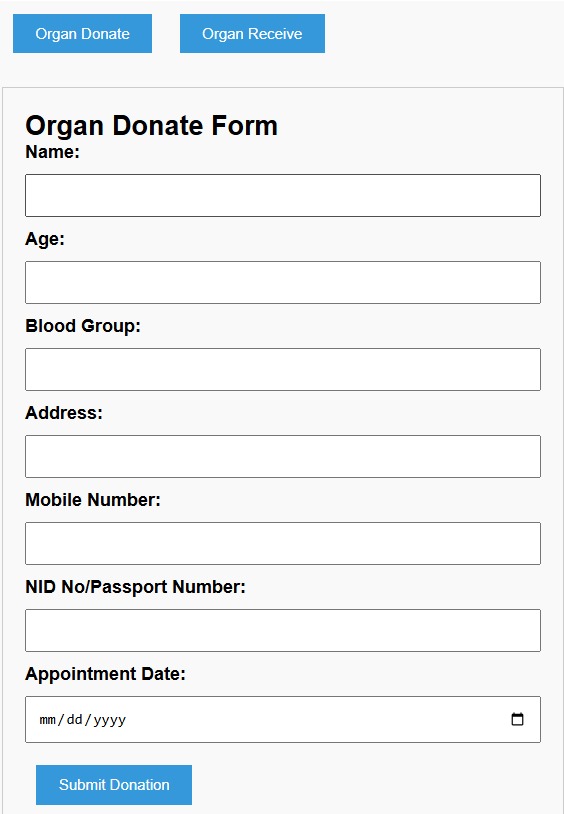 Organ Donate Organ Receive
Organ Donate Form
Name:
Age:
Blood Group:
Address:
Mobile Number:
NID No/Passport Number:
Appointment Date:
mm/dd/yyyy
Submit Donation